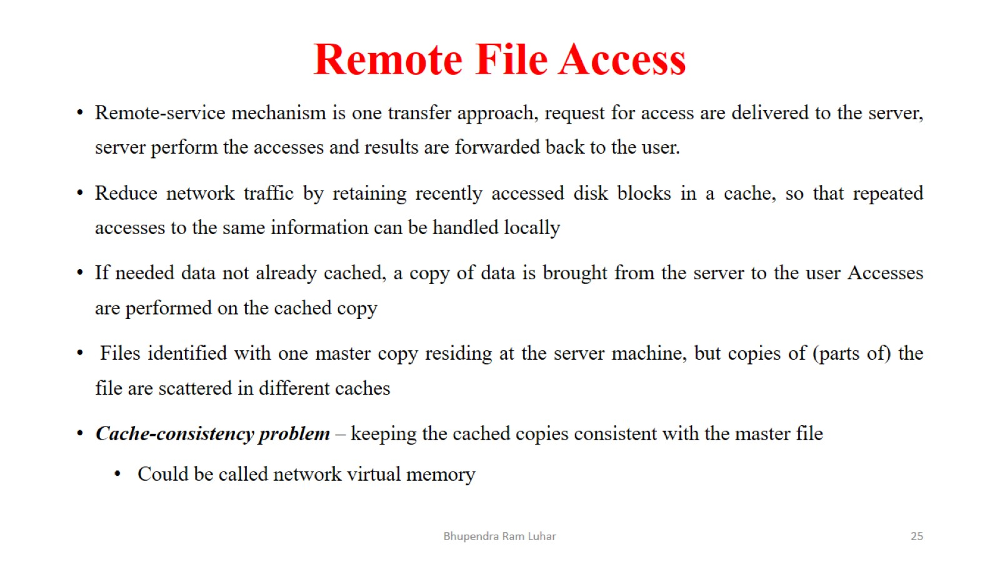 Remote File Access
• Remote-service mechanism is one transfer approach, request for access are delivered to the server,
server perform the accesses and results are forwarded back to the user.
• Reduce network traffic by retaining recently accessed disk blocks in a cache, so that repeated
accesses to the same information can be handled locally
• If needed data not already cached, a copy of data is brought from the server to the user Accesses
are performed on the cached copy
• Files identified with one master copy residing at the server machine, but copies of (parts of) the
file are scattered in different caches
• Cache-consistency problem – keeping the cached copies consistent with the master file
• Could be called network virtual memory
Bhupendra Ram Luhar
25